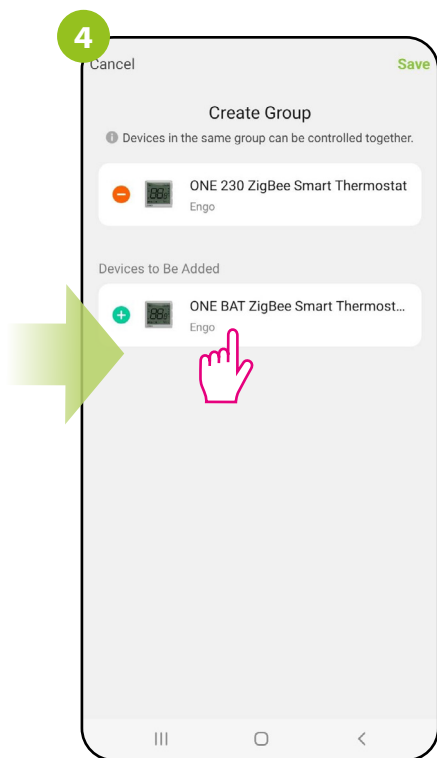 4
Cancel Save
Create Group
Devices in the same group can be controlled together.
ONE 230 ZigBee Smart Thermostat
Engo
Devices to Be Added
ONE BAT ZigBee Smart Thermost...
Engo